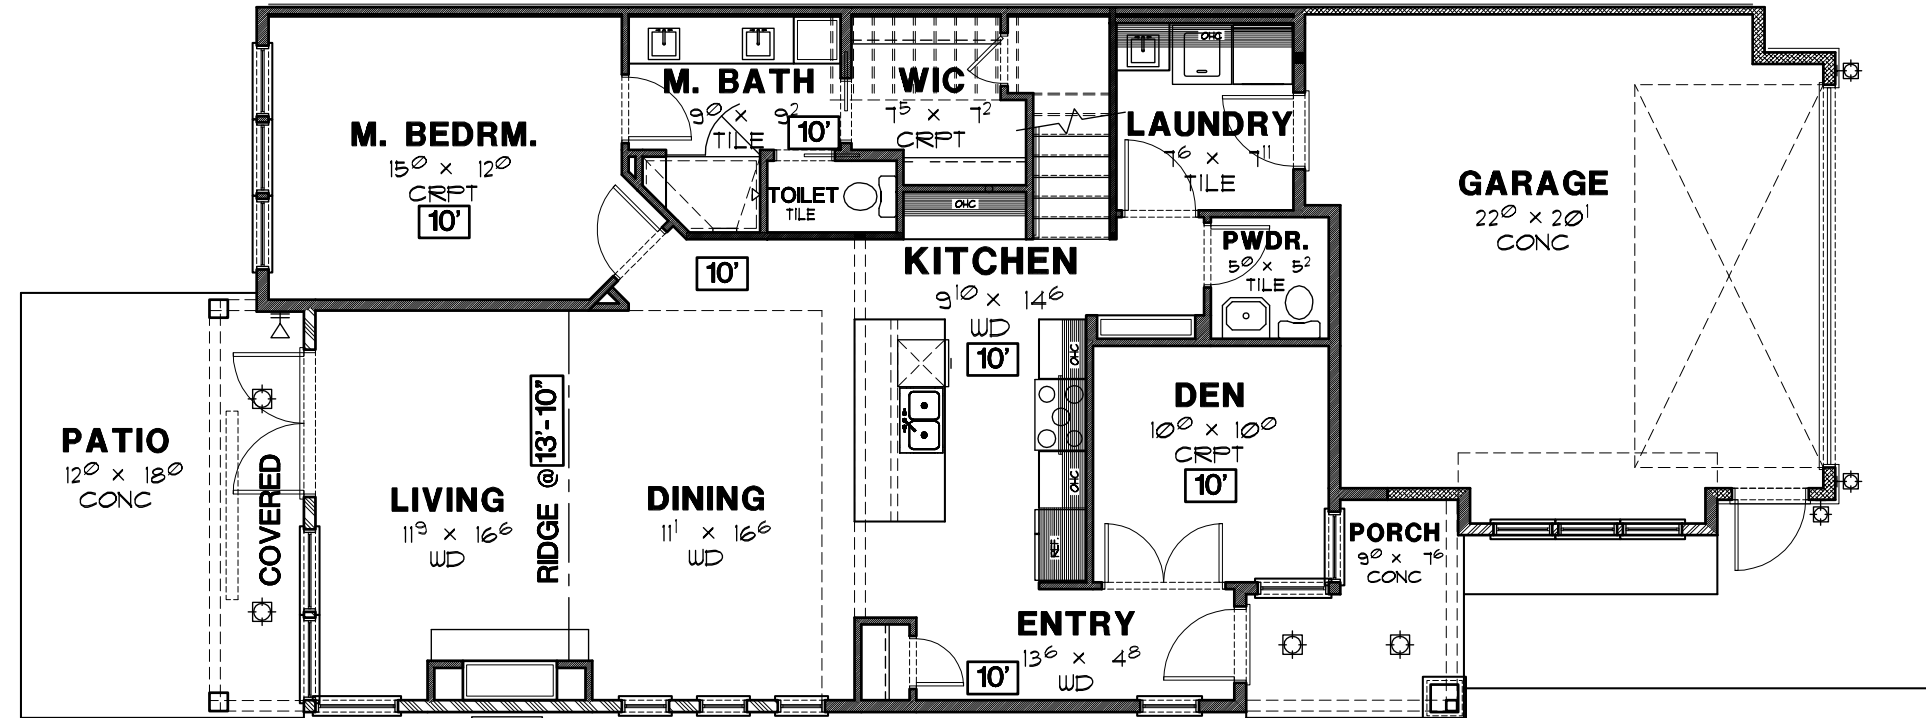 M. BEDRM.
15⁰ × 12⁰
CRPT
10'
M. BATH
9⁰ × 9²
TILE
10'
WIC
7⁵ × 7²
CRPT
OHC
LAUNDRY
7⁶ × 7¹¹
TILE
GARAGE
22⁰ × 20¹
CONC
TOILET
TILE
OHC
10'
KITCHEN
9¹⁰ × 14⁶
WD
10'
PWDR.
5⁰ × 5²
TILE
PATIO
12⁰ × 18⁰
CONC
COVERED
LIVING
11⁹ × 16⁶
WD
RIDGE @ 13'-10"
DINING
11¹ × 16⁶
WD
OHC
OHC
REF.
DEN
10⁰ × 10⁰
CRPT
10'
PORCH
9⁰ × 7⁶
CONC
ENTRY
13⁶ × 4⁸
WD
10'